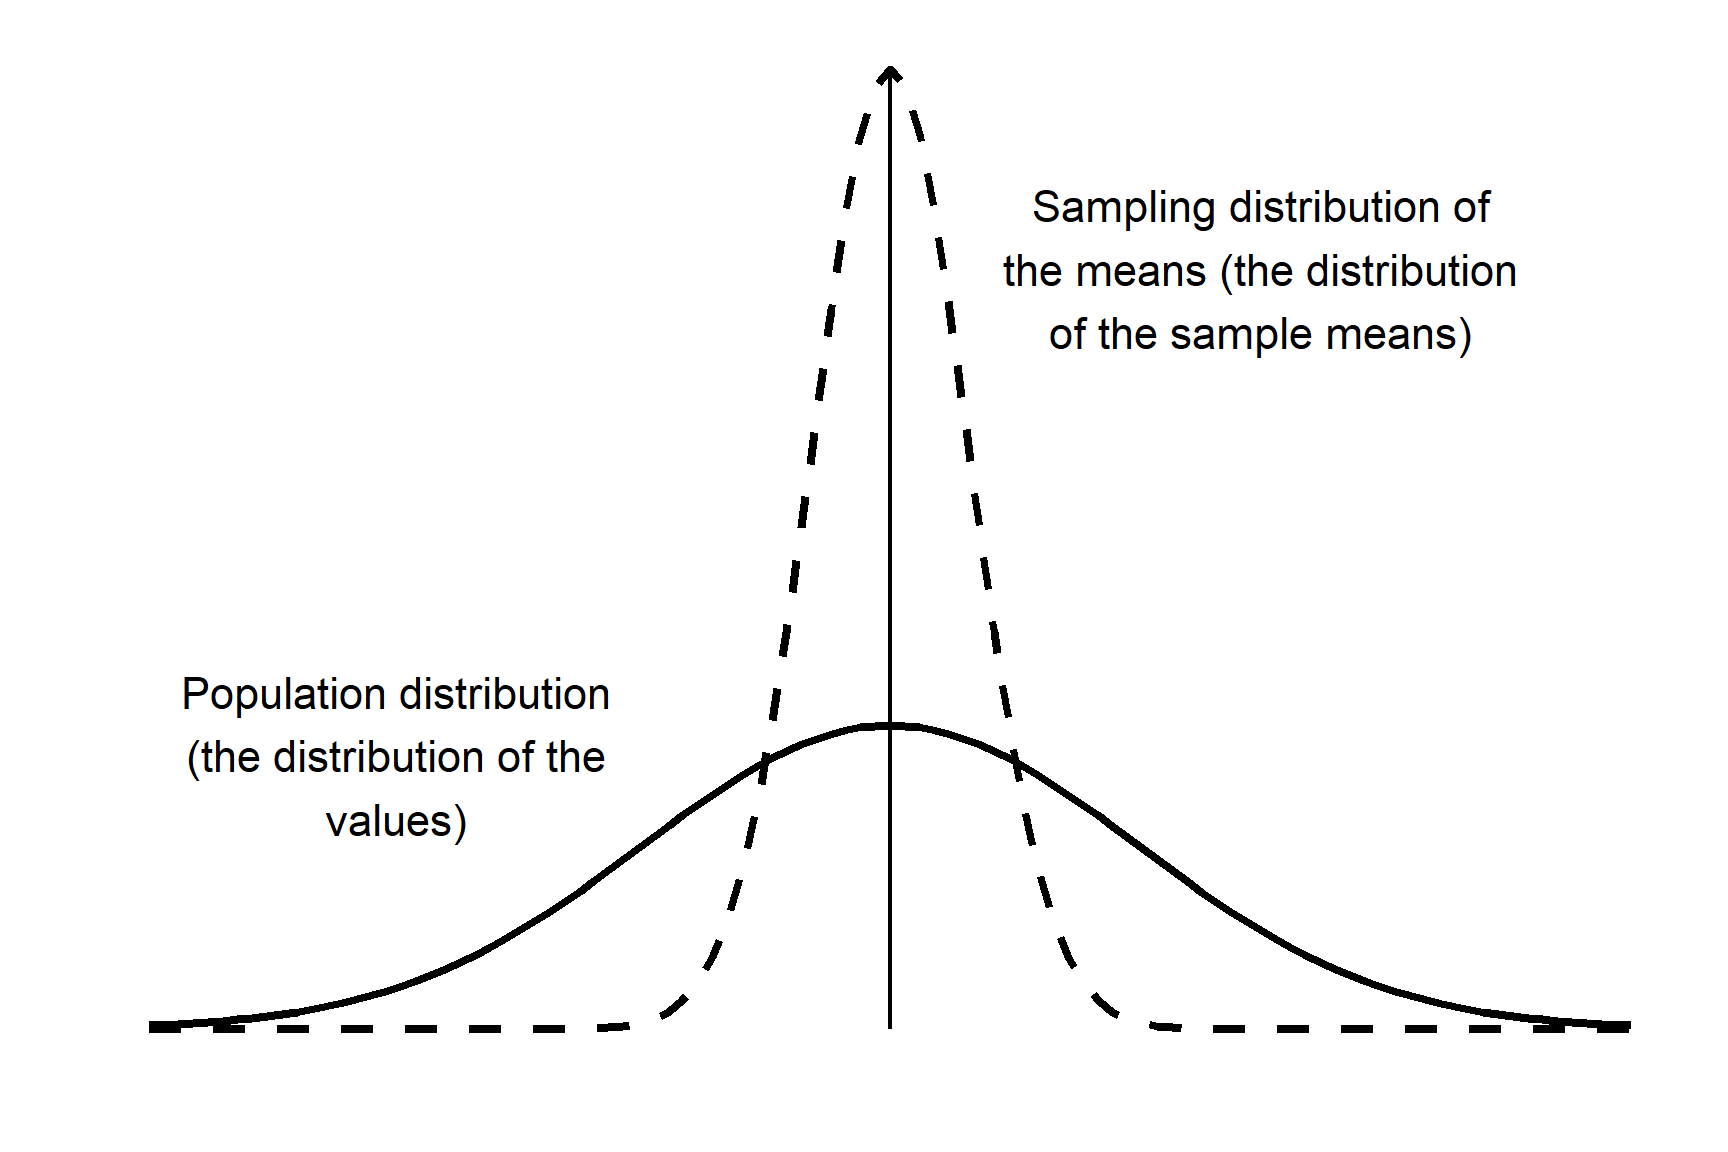 Sampling distribution of
the means (the distribution
of the sample means)
Population distribution
(the distribution of the
values)